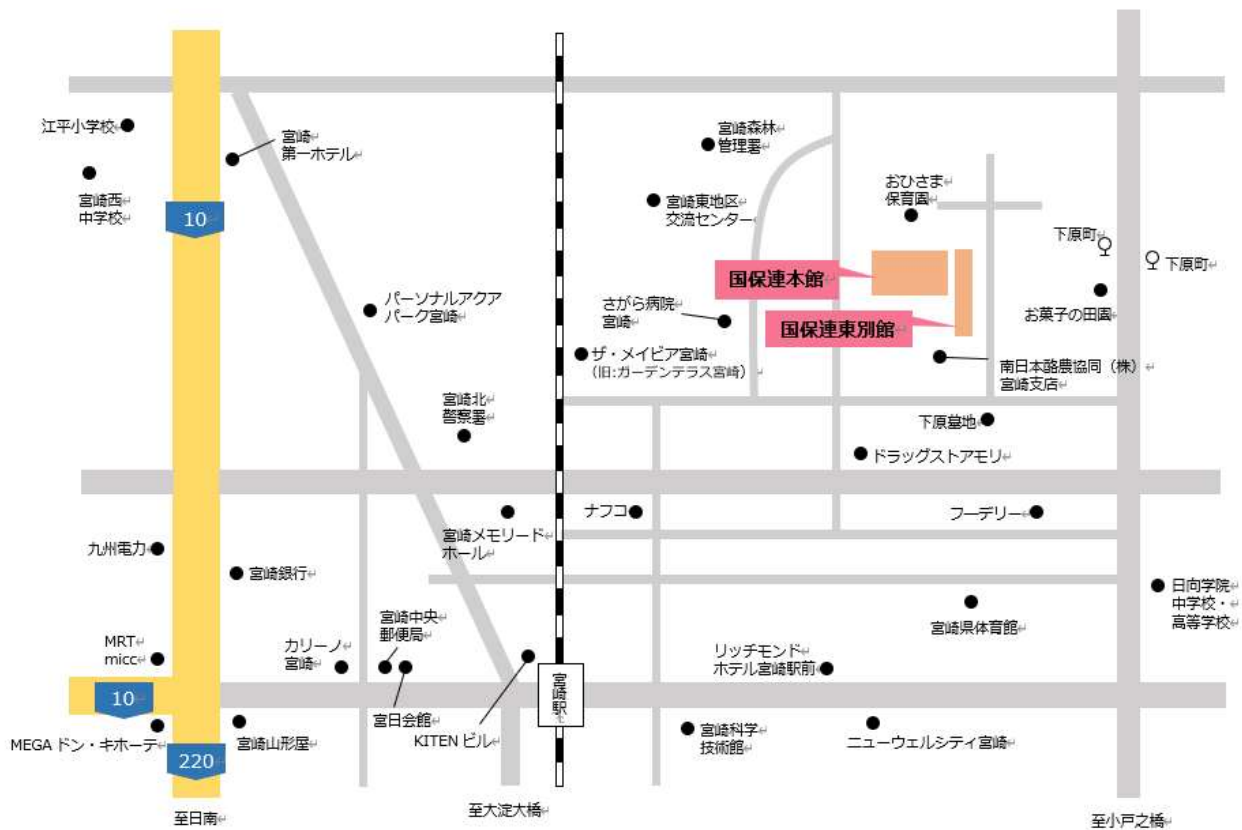 江平小学校
宮崎
第一ホテル
宮崎森林
管理署
宮崎西
中学校
10
宮崎東地区
交流センター
おひさま
保育園
下原町
下原町
国保連本館
パーソナルアクア
パーク宮崎
さがら病院
宮崎
国保連東別館
お菓子の田園
ザ・メイビア宮崎
（旧:ガーデンテラス宮崎）
南日本酪農協同（株）
宮崎支店
宮崎北
警察署
下原墓地
ドラッグストアモリ
ナフコ
フーデリー
宮崎メモリード
ホール
九州電力
宮崎銀行
日向学院
中学校・
高等学校
宮崎中央
郵便局
宮崎県体育館
MRT
micc
カリーノ
宮崎
リッチモンド
ホテル宮崎駅前
宮崎駅
10
宮日会館
KITENビル
MEGAドン・キホーテ
宮崎山形屋
宮崎科学
技術館
ニューウェルシティ宮崎
220
至日南
至大淀大橋
至小戸之橋